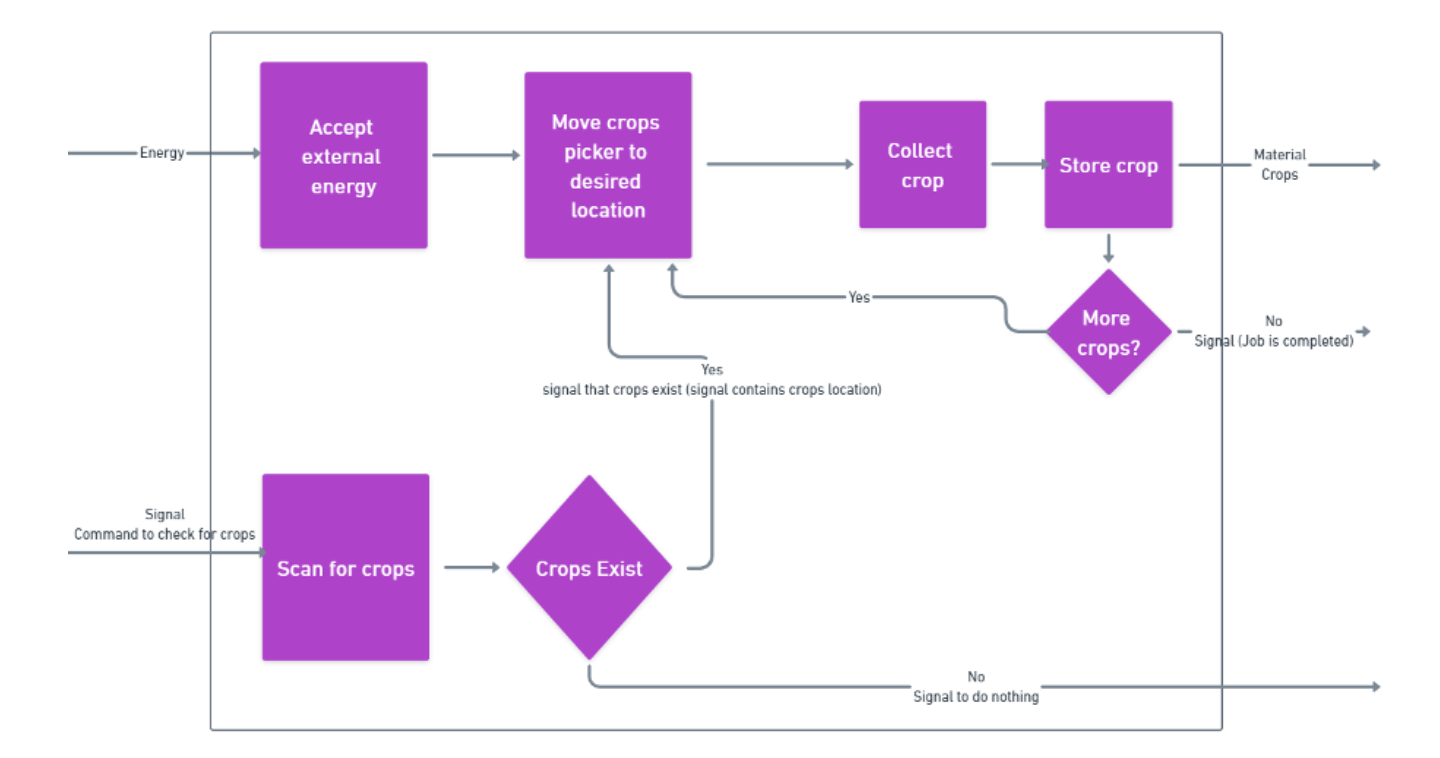 Accept
external
energy
Move crops
picker to
desired
location
Collect
crop
Store crop
Energy
Material
Crops
Yes
More
crops?
No
Signal (Job is completed)
Yes
signal that crops exist (signal contains crops location)
Signal
Command to check for crops
Scan for crops
Crops Exist
No
Signal to do nothing